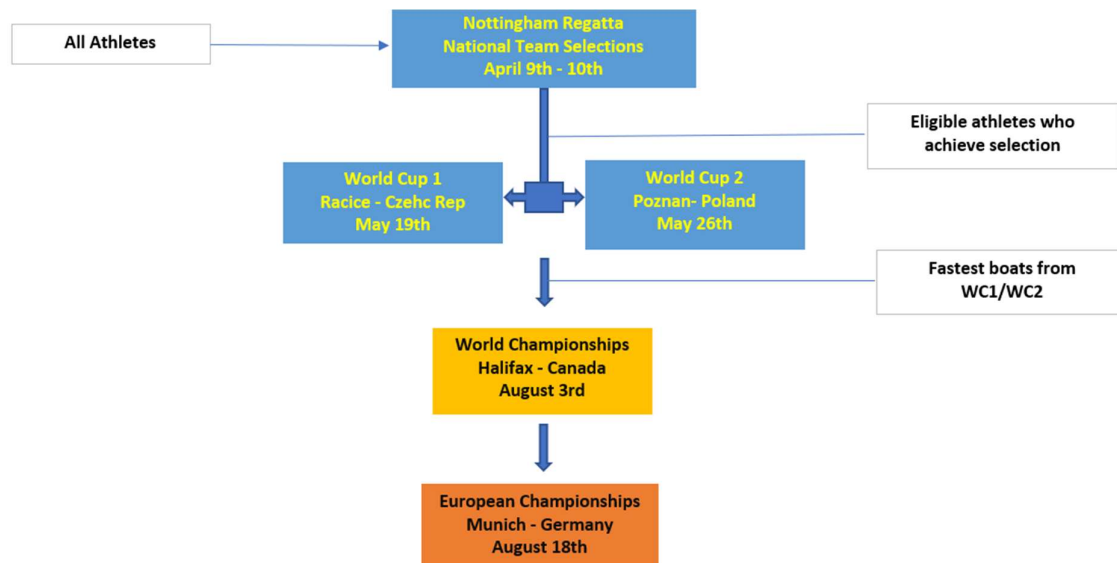 All Athletes
Nottingham Regatta
National Team Selections
April 9th - 10th
Eligible athletes who
achieve selection
World Cup 1
Racice - Czehc Rep
May 19th
World Cup 2
Poznan- Poland
May 26th
Fastest boats from
WC1/WC2
World Championships
Halifax - Canada
August 3rd
European Championships
Munich - Germany
August 18th